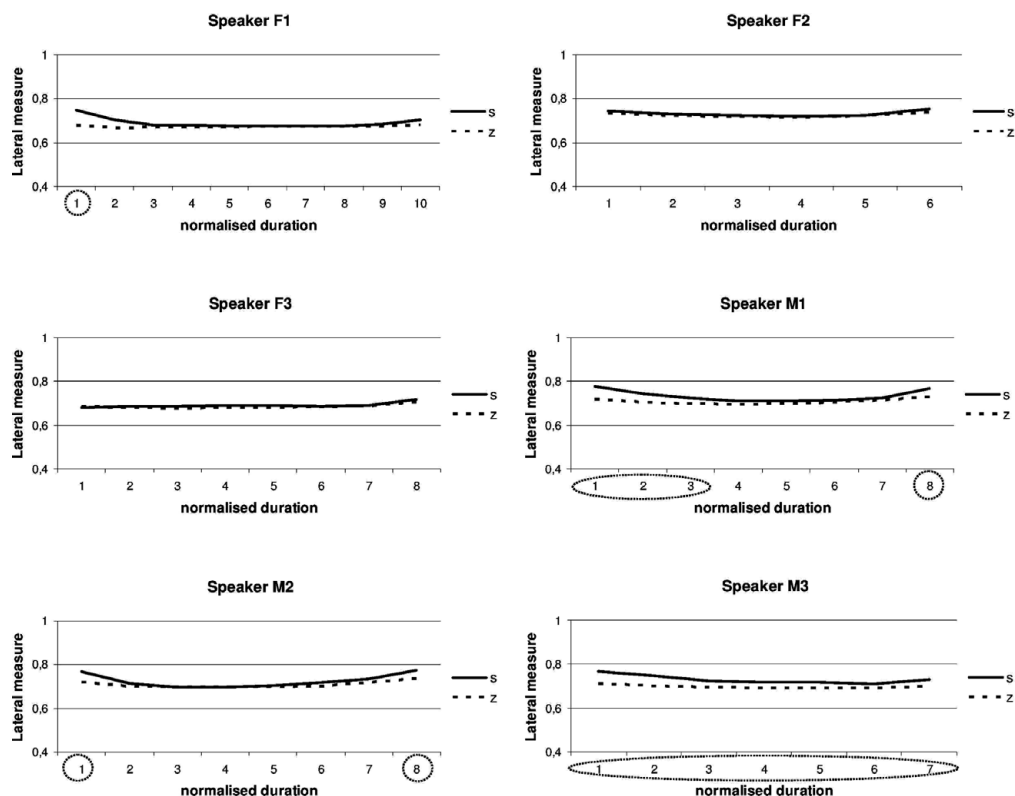 Speaker F1
Lateral measure
1
0,8
0,6
0,4
1 2 3 4 5 6 7 8 9 10
normalised duration
s
z
Speaker F2
Lateral measure
1
0,8
0,6
0,4
1 2 3 4 5 6
normalised duration
s
z
Speaker F3
Lateral measure
1
0,8
0,6
0,4
1 2 3 4 5 6 7 8
normalised duration
s
z
Speaker M1
Lateral measure
1
0,8
0,6
0,4
1 2 3 4 5 6 7 8
normalised duration
s
z
Speaker M2
Lateral measure
1
0,8
0,6
0,4
1 2 3 4 5 6 7 8
normalised duration
s
z
Speaker M3
Lateral measure
1
0,8
0,6
0,4
1 2 3 4 5 6 7
normalised duration
s
z